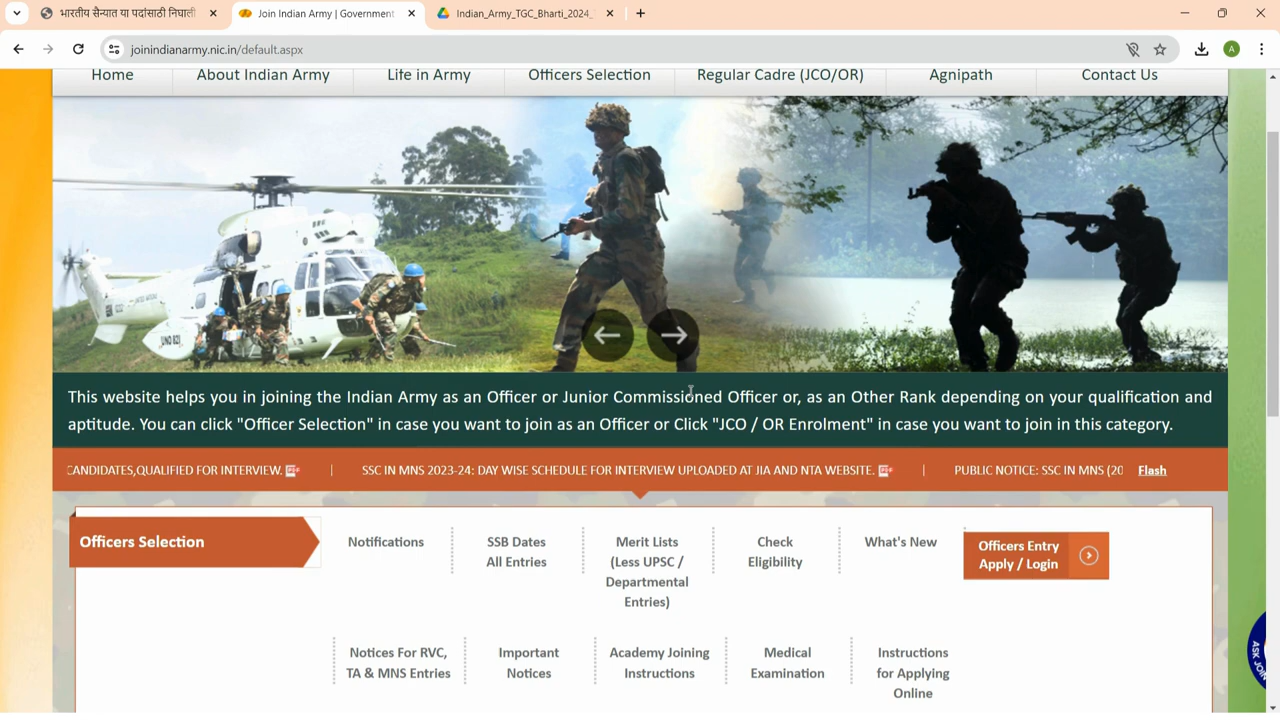 भारतीय सैन्यात या पदांसाठी निघाली
Join Indian Army | Government
Indian_Army_TGC_Bharti_2024_
joinindianarmy.nic.in/default.aspx
A
Home
About Indian Army
Life in Army
Officers Selection
Regular Cadre (JCO/OR)
Agnipath
Contact Us
This website helps you in joining the Indian Army as an Officer or Junior Commissioned Officer or, as an Other Rank depending on your qualification and
aptitude. You can click "Officer Selection" in case you want to join as an Officer or Click "JCO / OR Enrolment" in case you want to join in this category.
CANDIDATES,QUALIFIED FOR INTERVIEW. | SSC IN MNS 2023-24: DAY WISE SCHEDULE FOR INTERVIEW UPLOADED AT JIA AND NTA WEBSITE. | PUBLIC NOTICE: SSC IN MNS (20
Flash
Officers Selection
Notifications
SSB Dates
All Entries
Merit Lists
(Less UPSC /
Departmental
Entries)
Check
Eligibility
What's New
Officers Entry
Apply / Login
Notices For RVC,
TA & MNS Entries
Important
Notices
Academy Joining
Instructions
Medical
Examination
Instructions
for Applying
Online
ASK JOIN